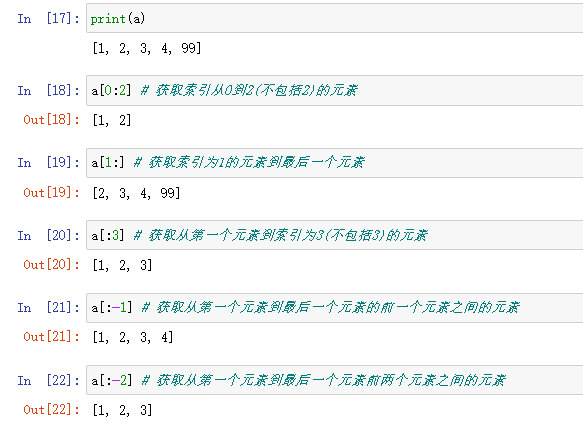 In [17]: print(a)
[1, 2, 3, 4, 99]
In [18]: a[0:2] # 获取索引从0到2(不包括2)的元素
Out[18]: [1, 2]
In [19]: a[1:] # 获取索引为1的元素到最后一个元素
Out[19]: [2, 3, 4, 99]
In [20]: a[:3] # 获取从第一个元素到索引为3(不包括3)的元素
Out[20]: [1, 2, 3]
In [21]: a[:-1] # 获取从第一个元素到最后一个元素的前一个元素之间的元素
Out[21]: [1, 2, 3, 4]
In [22]: a[:-2] # 获取从第一个元素到最后一个元素前两个元素之间的元素
Out[22]: [1, 2, 3]